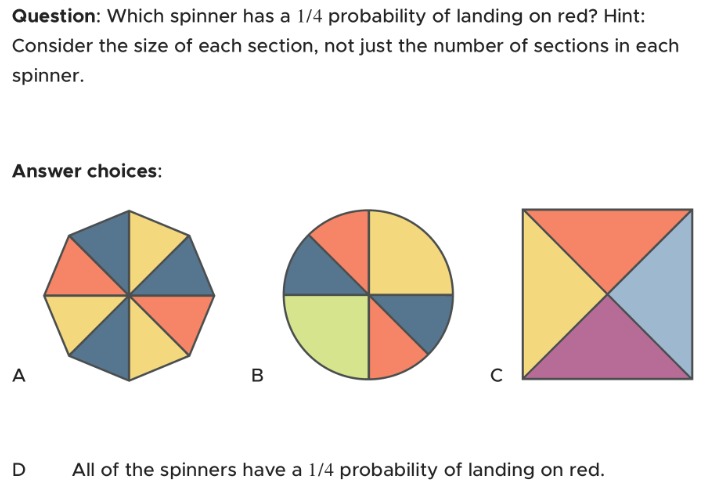 Question: Which spinner has a 1/4 probability of landing on red? Hint:
Consider the size of each section, not just the number of sections in each
spinner.
Answer choices:
A
B
C
D All of the spinners have a 1/4 probability of landing on red.